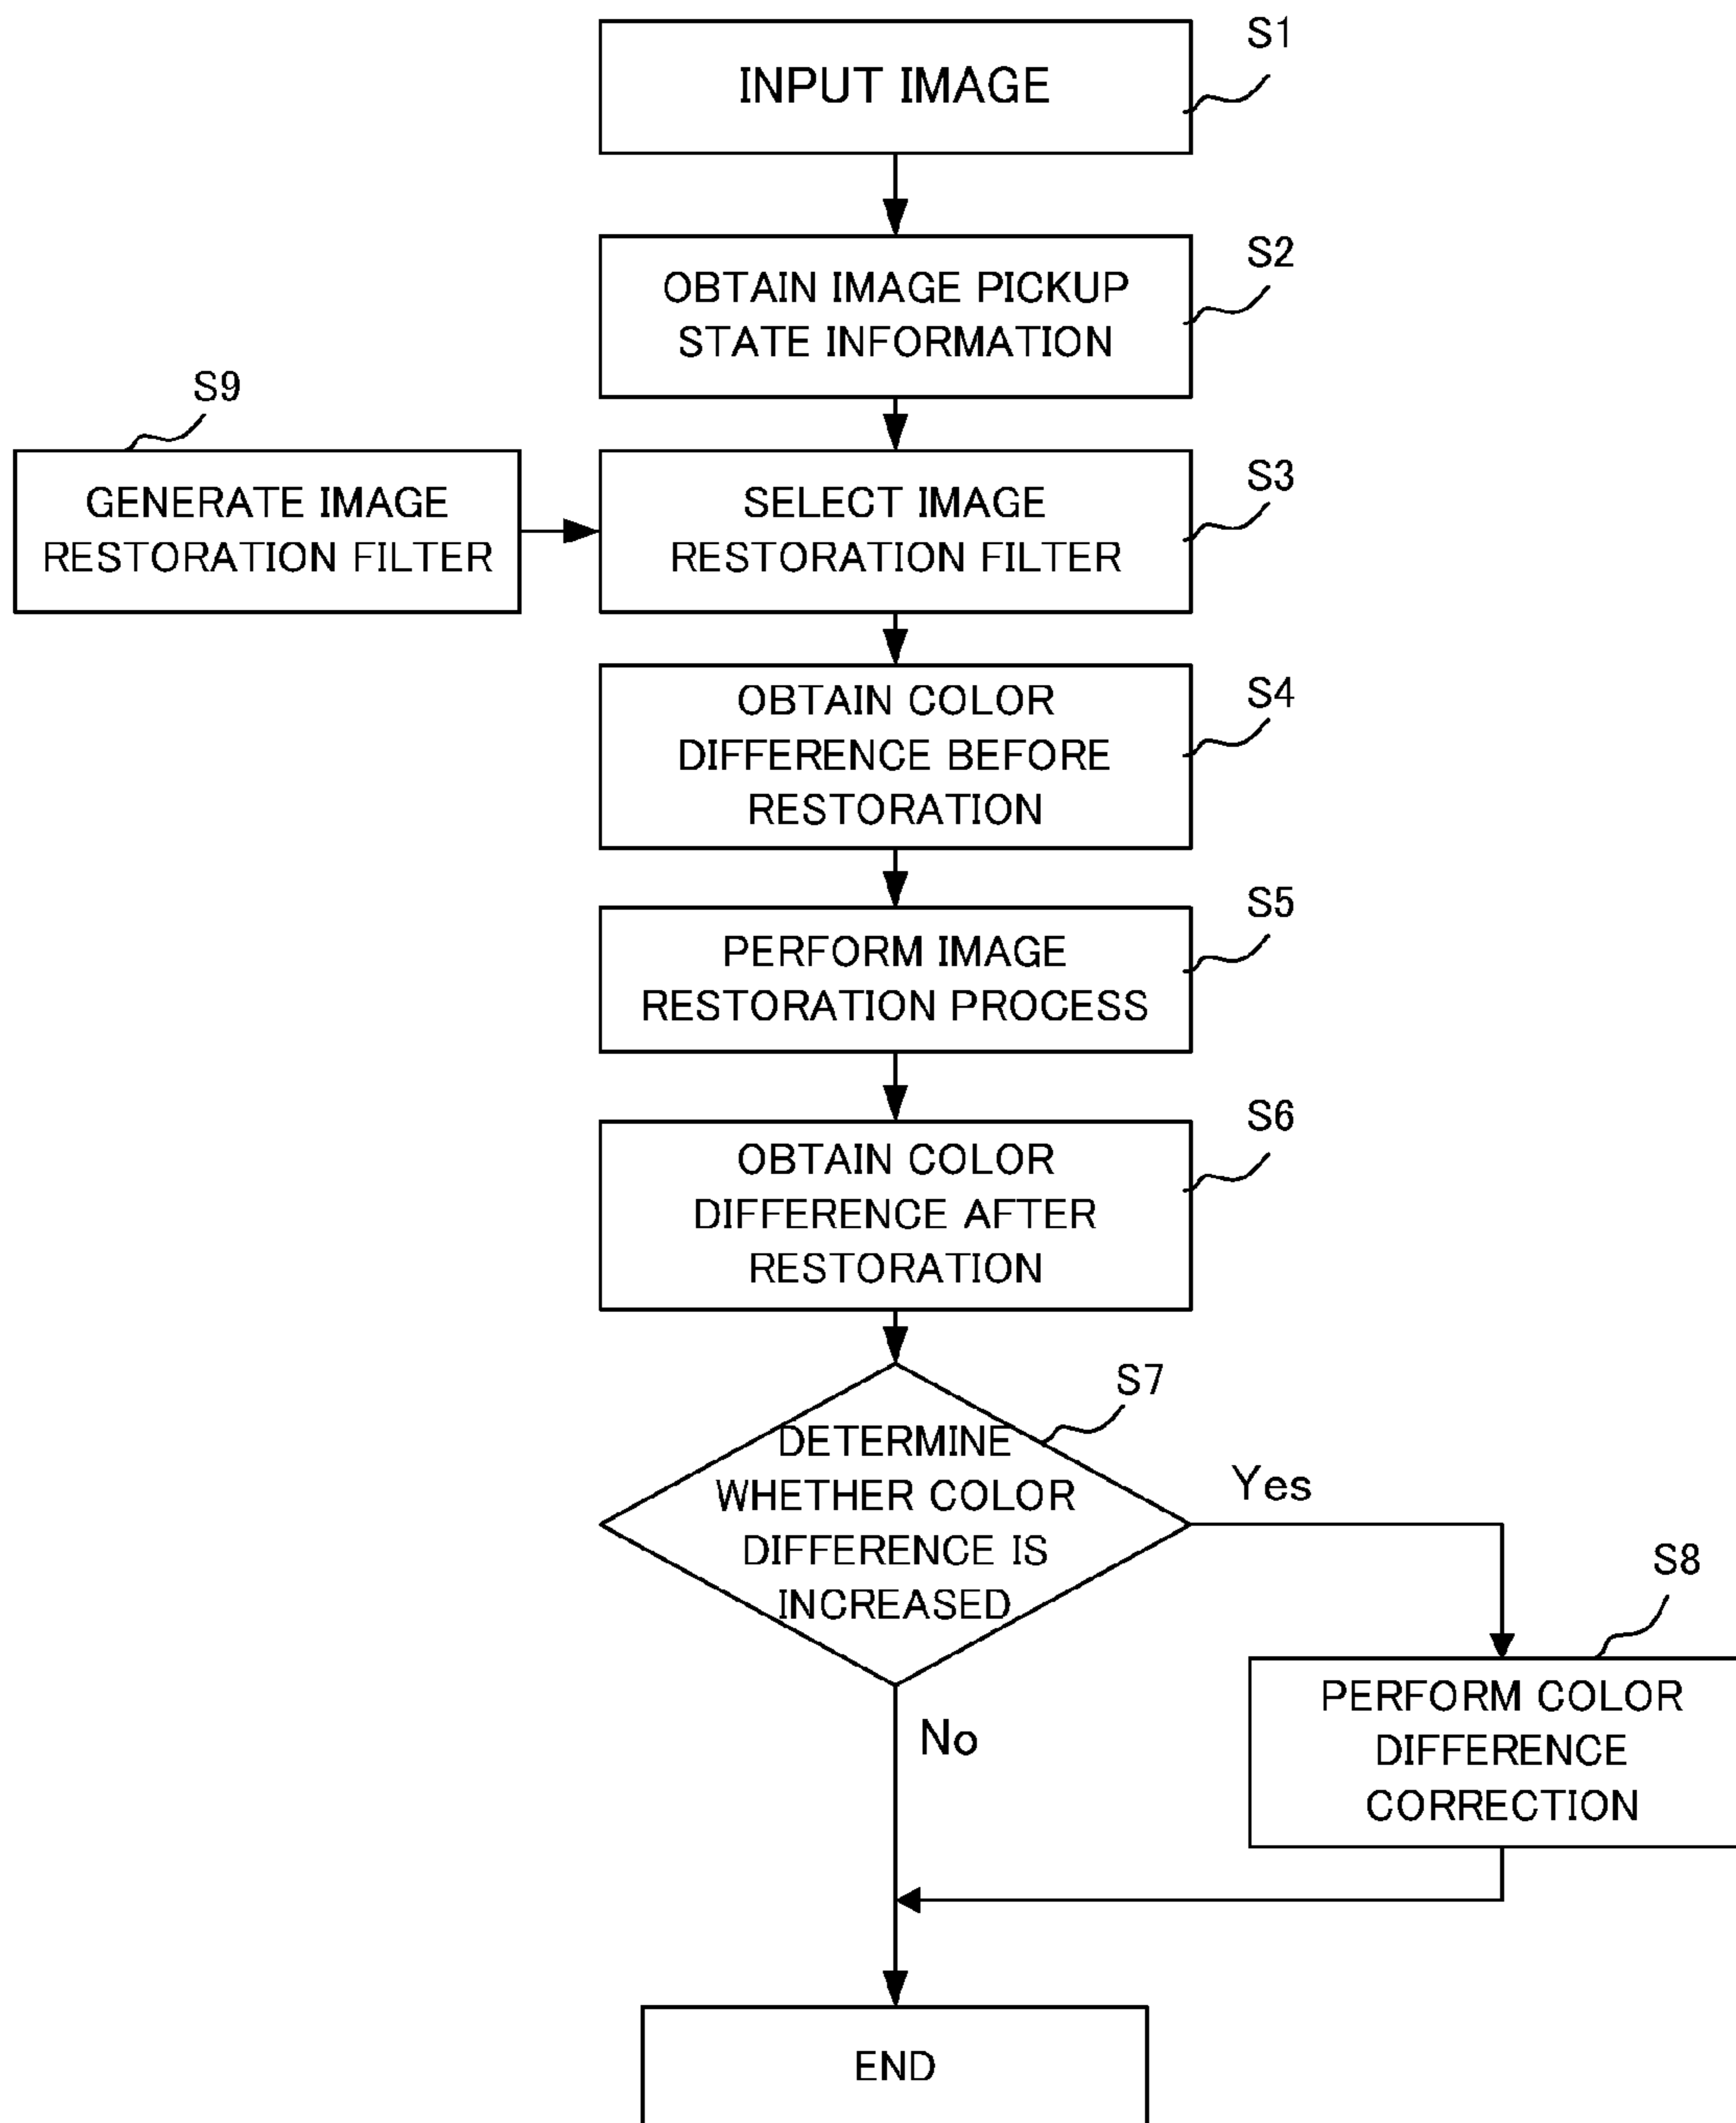 INPUT IMAGE
S1
OBTAIN IMAGE PICKUP
STATE INFORMATION
S2
S9
GENERATE IMAGE
RESTORATION FILTER
SELECT IMAGE
RESTORATION FILTER
S3
OBTAIN COLOR
DIFFERENCE BEFORE
RESTORATION
S4
PERFORM IMAGE
RESTORATION PROCESS
S5
OBTAIN COLOR
DIFFERENCE AFTER
RESTORATION
S6
DETERMINE
WHETHER COLOR
DIFFERENCE IS
INCREASED
S7
Yes
S8
PERFORM COLOR
DIFFERENCE
CORRECTION
No
END